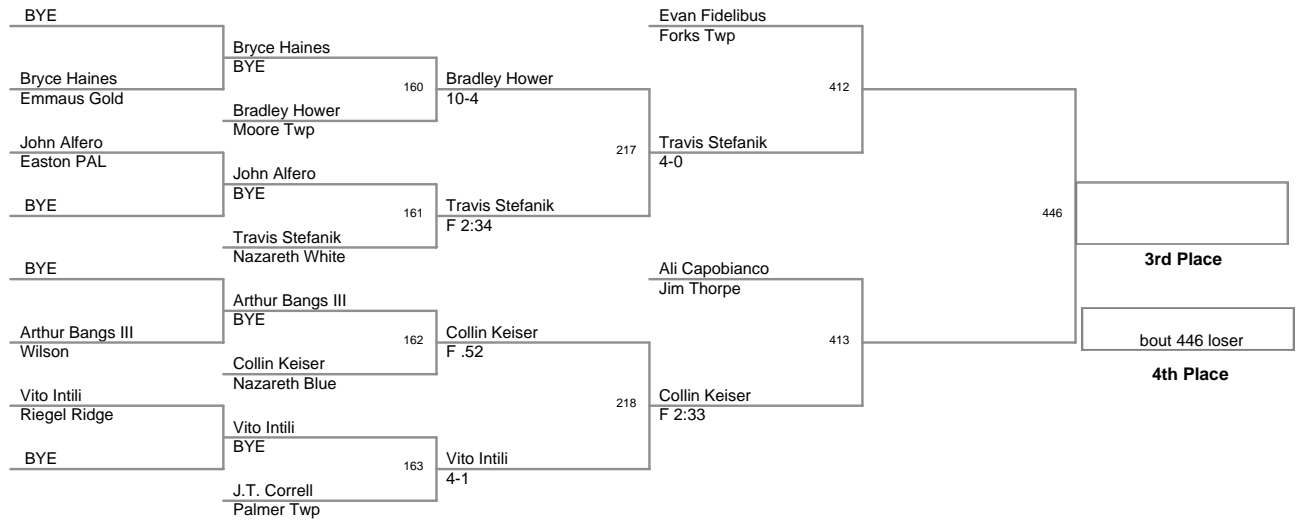 BYE
Bryce Haines
Emmaus Gold
John Alfero
Easton PAL
BYE
BYE
Arthur Bangs III
Wilson
Vito Intili
Riegel Ridge
BYE
Bryce Haines
BYE
160
Bradley Hower
Moore Twp
John Alfero
BYE
161
Travis Stefanik
Nazareth White
Arthur Bangs III
BYE
162
Collin Keiser
Nazareth Blue
Vito Intili
BYE
163
J.T. Correll
Palmer Twp
Bradley Hower
10-4
217
Travis Stefanik
F 2:34
Collin Keiser
F .52
218
Vito Intili
4-1
Evan Fidelibus
Forks Twp
412
Travis Stefanik
4-0
Ali Capobianco
Jim Thorpe
413
Collin Keiser
F 2:33
446
3rd Place
bout 446 loser
4th Place